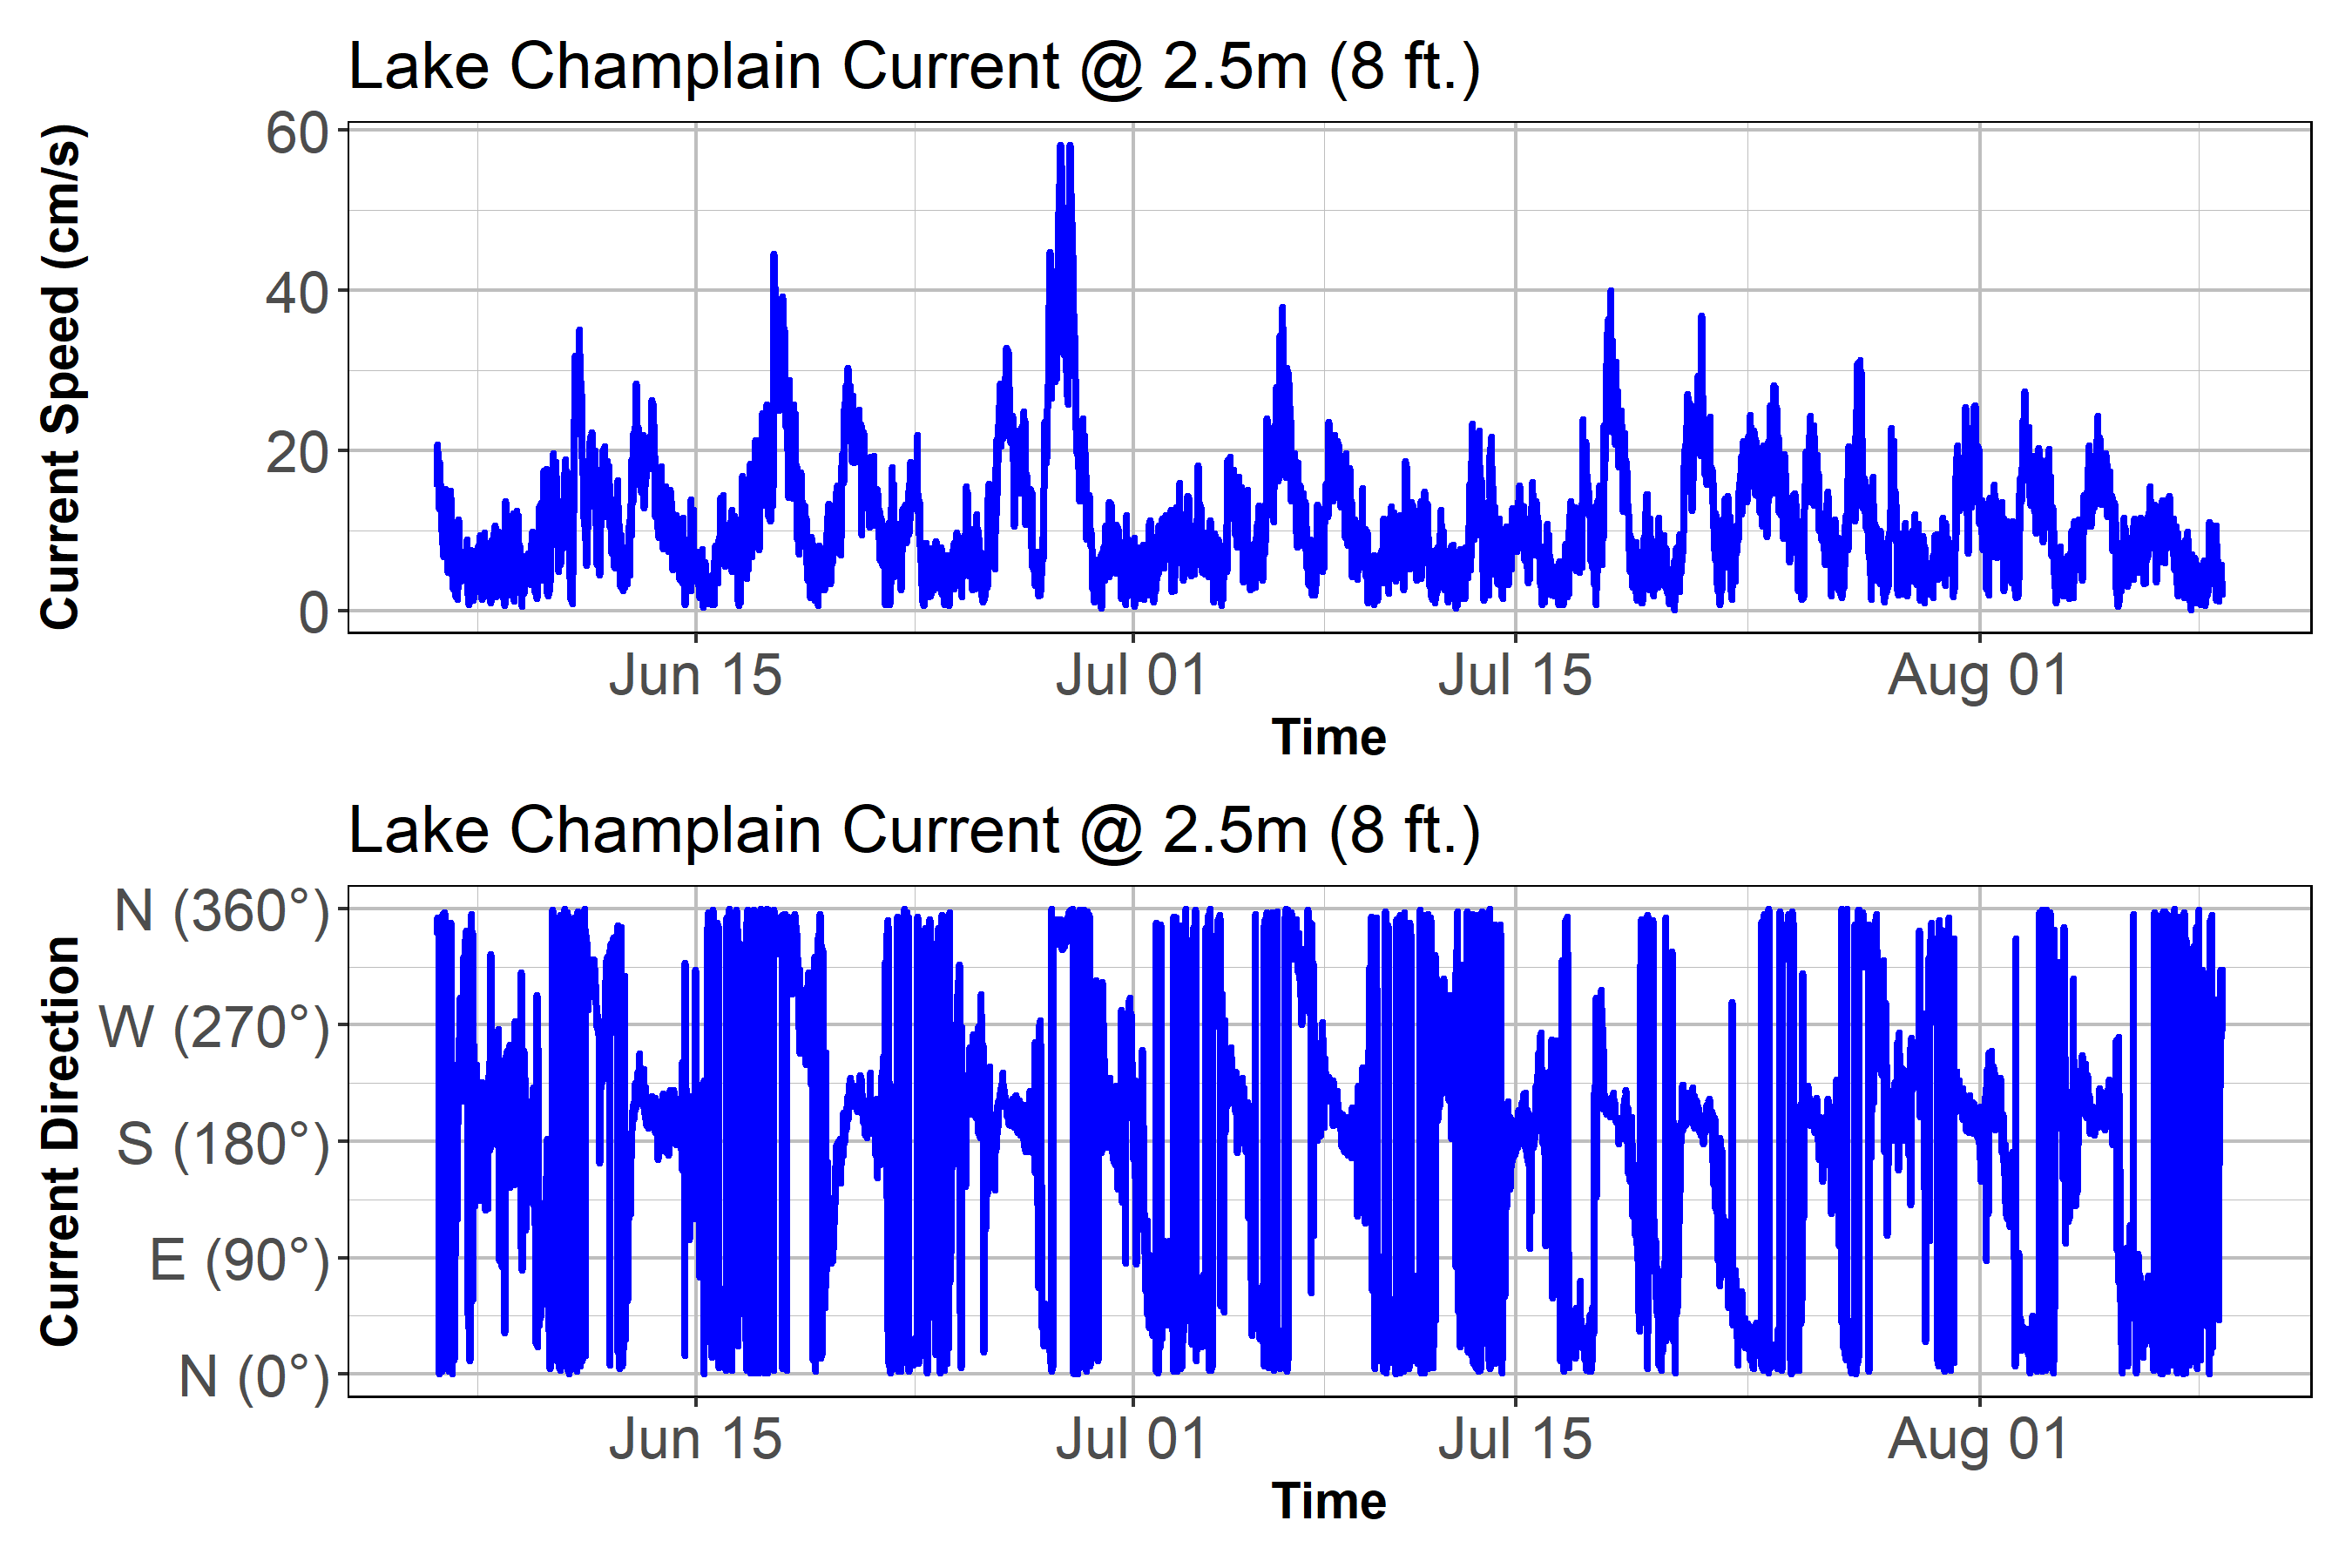 Lake Champlain Current @ 2.5m (8 ft.)
Current Speed (cm/s)
60
40
20
0
Jun 15 Jul 01 Jul 15 Aug 01
Time
Lake Champlain Current @ 2.5m (8 ft.)
Current Direction
N (360°)
W (270°)
S (180°)
E (90°)
N (0°)
Jun 15 Jul 01 Jul 15 Aug 01
Time